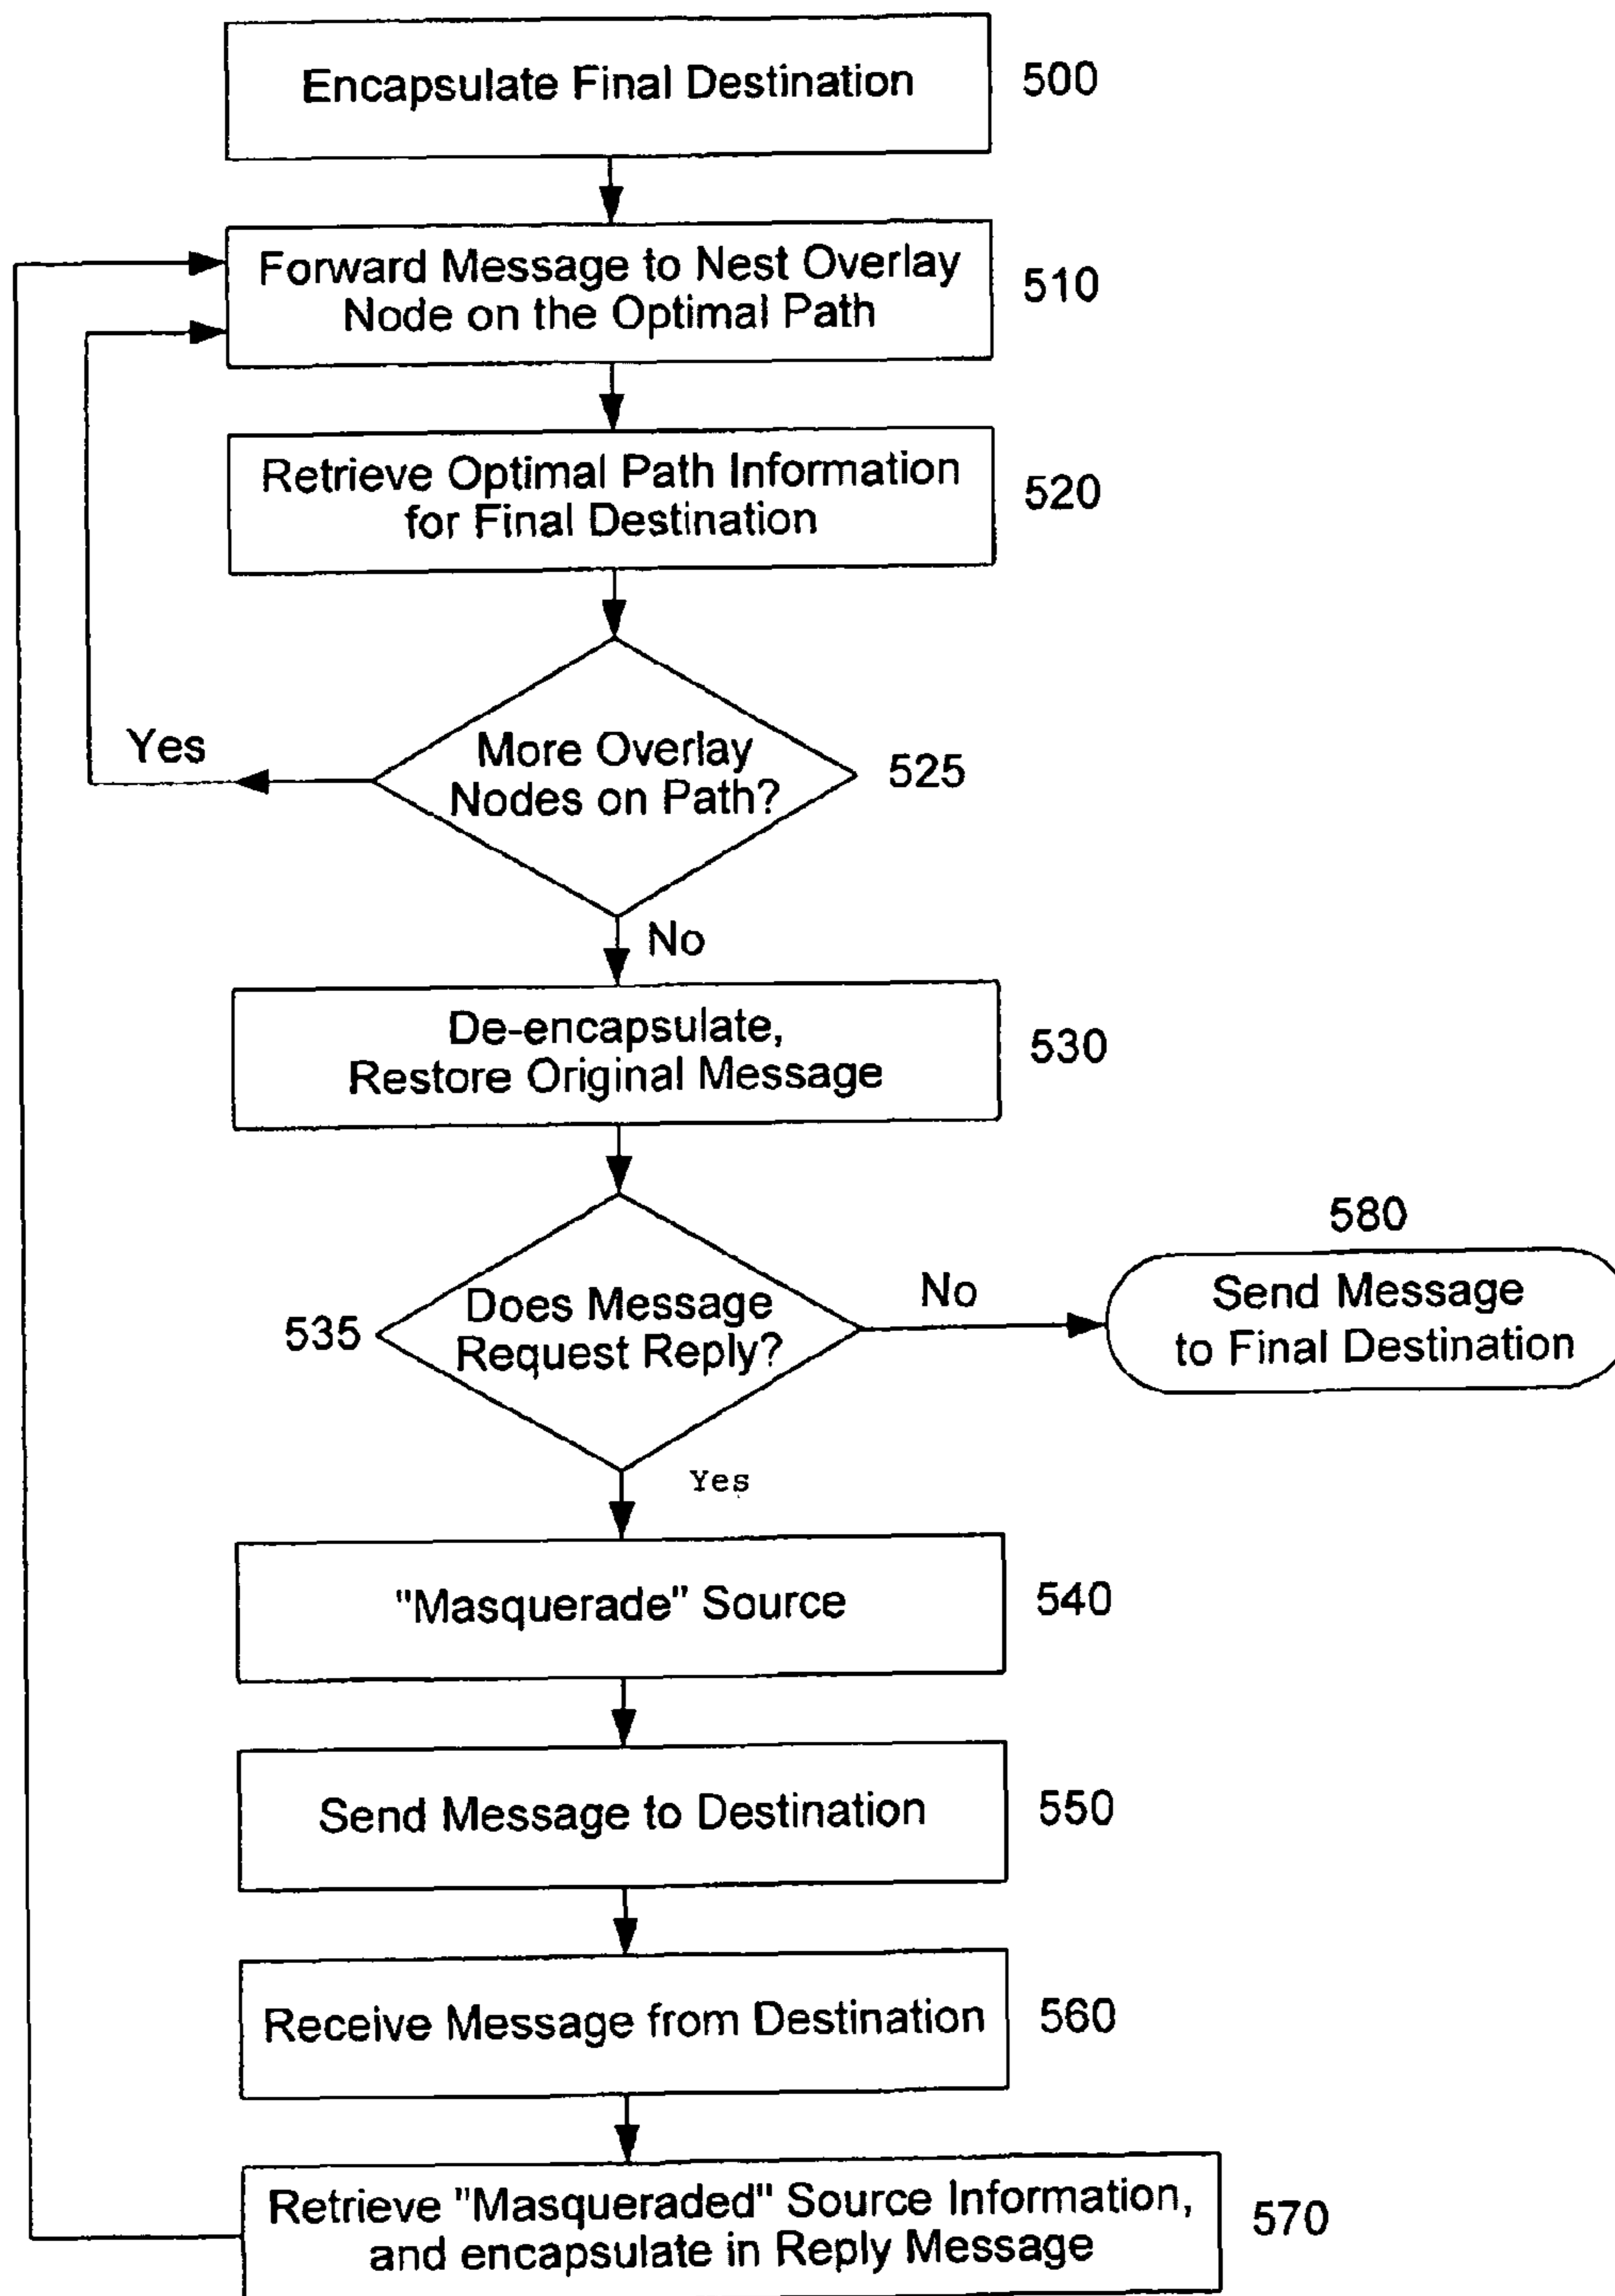 Encapsulate Final Destination
500
Forward Message to Nest Overlay
Node on the Optimal Path
510
Retrieve Optimal Path Information
for Final Destination
520
More Overlay
Nodes on Path?
525
Yes
No
De-encapsulate,
Restore Original Message
530
Does Message
Request Reply?
535
No
580
Send Message
to Final Destination
Yes
"Masquerade" Source
540
Send Message to Destination
550
Receive Message from Destination
560
Retrieve "Masqueraded" Source Information,
and encapsulate in Reply Message
570